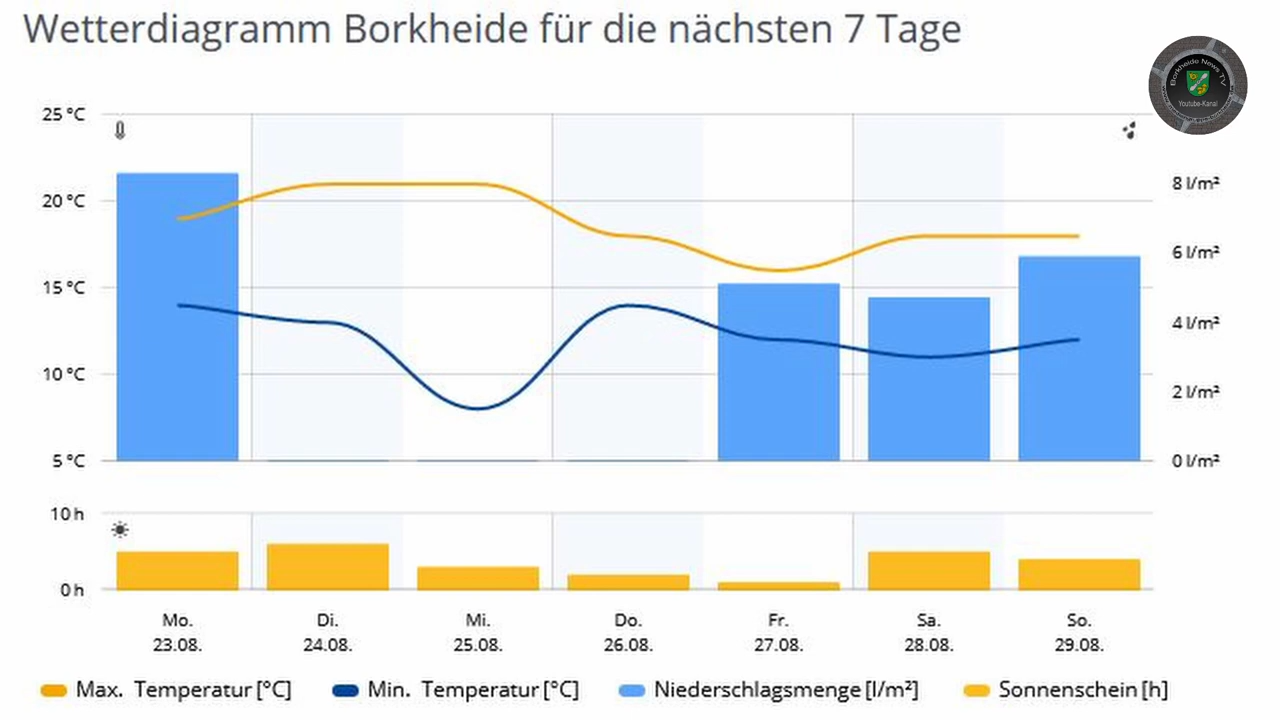 Wetterdiagramm Borkheide für die nächsten 7 Tage
Borkheide News TV
Youtube-Kanal
25 °C
20 °C
15 °C
10 °C
5 °C
8 l/m²
6 l/m²
4 l/m²
2 l/m²
0 l/m²
10 h
0 h
Mo. Di. Mi. Do. Fr. Sa. So.
23.08. 24.08. 25.08. 26.08. 27.08. 28.08. 29.08.
Max. Temperatur [°C] Min. Temperatur [°C] Niederschlagsmenge [l/m²] Sonnenschein [h]